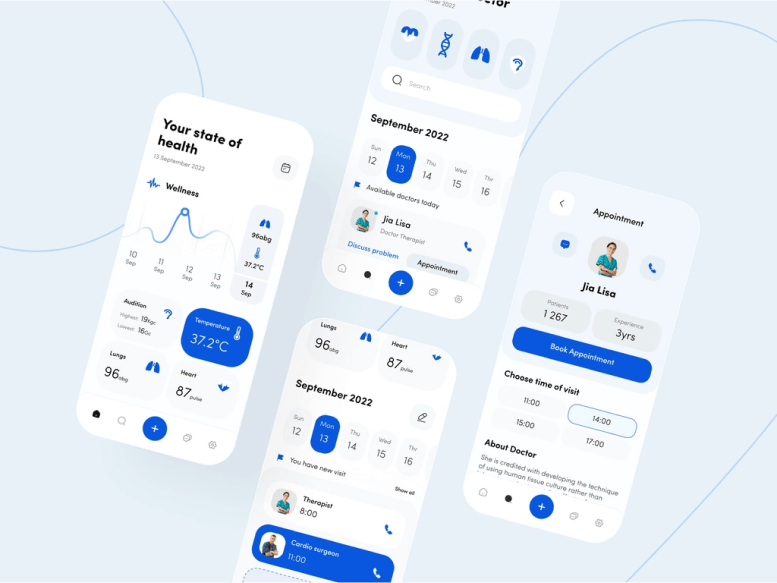 Your state of
health
13 September 2022
Wellness
96abg
37.2°C
10
Sep
11
Sep
12
Sep
13
Sep
14
Sep
Audition
Highest: 19Kgc
Lowest: 16Gc
Temperature
37.2°C
Lungs
96abg
Heart
87pulse
13 September 2022
Search
September 2022
Sun
12
Mon
13
Thu
14
Wed
15
Thr
16
Available doctors today
Jia Lisa
Doctor Therapist
Discuss problem
Appointment
Lungs
96abg
Heart
87pulse
September 2022
Sun
12
Mon
13
Thu
14
Wed
15
Thr
16
You have new visit
Show all
Therapist
8:00
Cardio surgeon
11:00
Appointment
Jia Lisa
Patients
1 267
Experience
3yrs
Book Appointment
Choose time of visit
11:00
14:00
15:00
17:00
About Doctor
She is credited with developing the technique
of using human tissue culture rather than